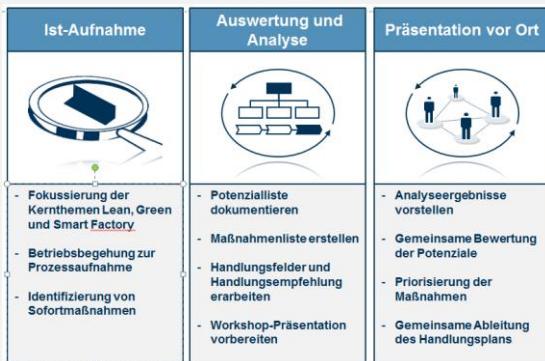 Ist-Aufnahme
- Fokussierung der
Kernthemen Lean, Green
und Smart Factory
- Betriebsbegehung zur
Prozessaufnahme
- Identifizierung von
Sofortmaßnahmen
Auswertung und
Analyse
- Potenzialliste
dokumentieren
- Maßnahmenliste erstellen
- Handlungsfelder und
Handlungsempfehlung
erarbeiten
- Workshop-Präsentation
vorbereiten
Präsentation vor Ort
- Analyseergebnisse
vorstellen
- Gemeinsame Bewertung
der Potenziale
- Priorisierung der
Maßnahmen
- Gemeinsame Ableitung
des Handlungsplans